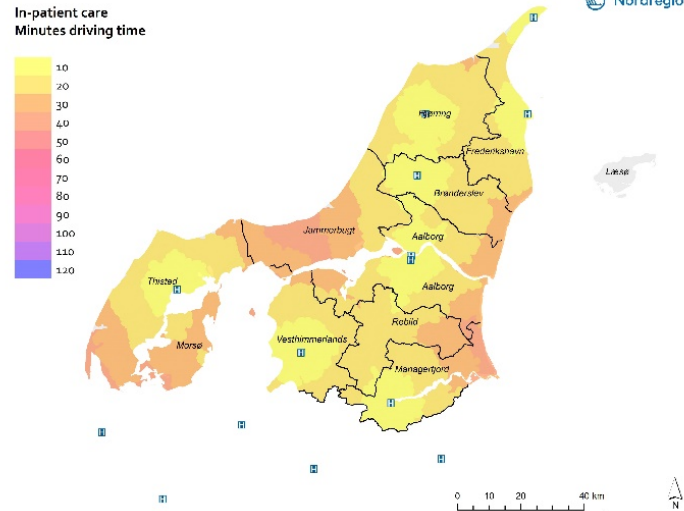 In-patient care
Nordregio
Minutes driving time
10
20
30
40
50
60
70
80
90
100
110
120
H
H
Hjørring
H
Frederikshavn
Læsø
H
Brønderslev
Jammerbugt
Aalborg
H
H
Thisted
H
Aalborg
Rebild
Morsø
Vesthimmerlands
H
Mariagerfjord
H
H
H
H
H
H
0 10 20 40 km
N